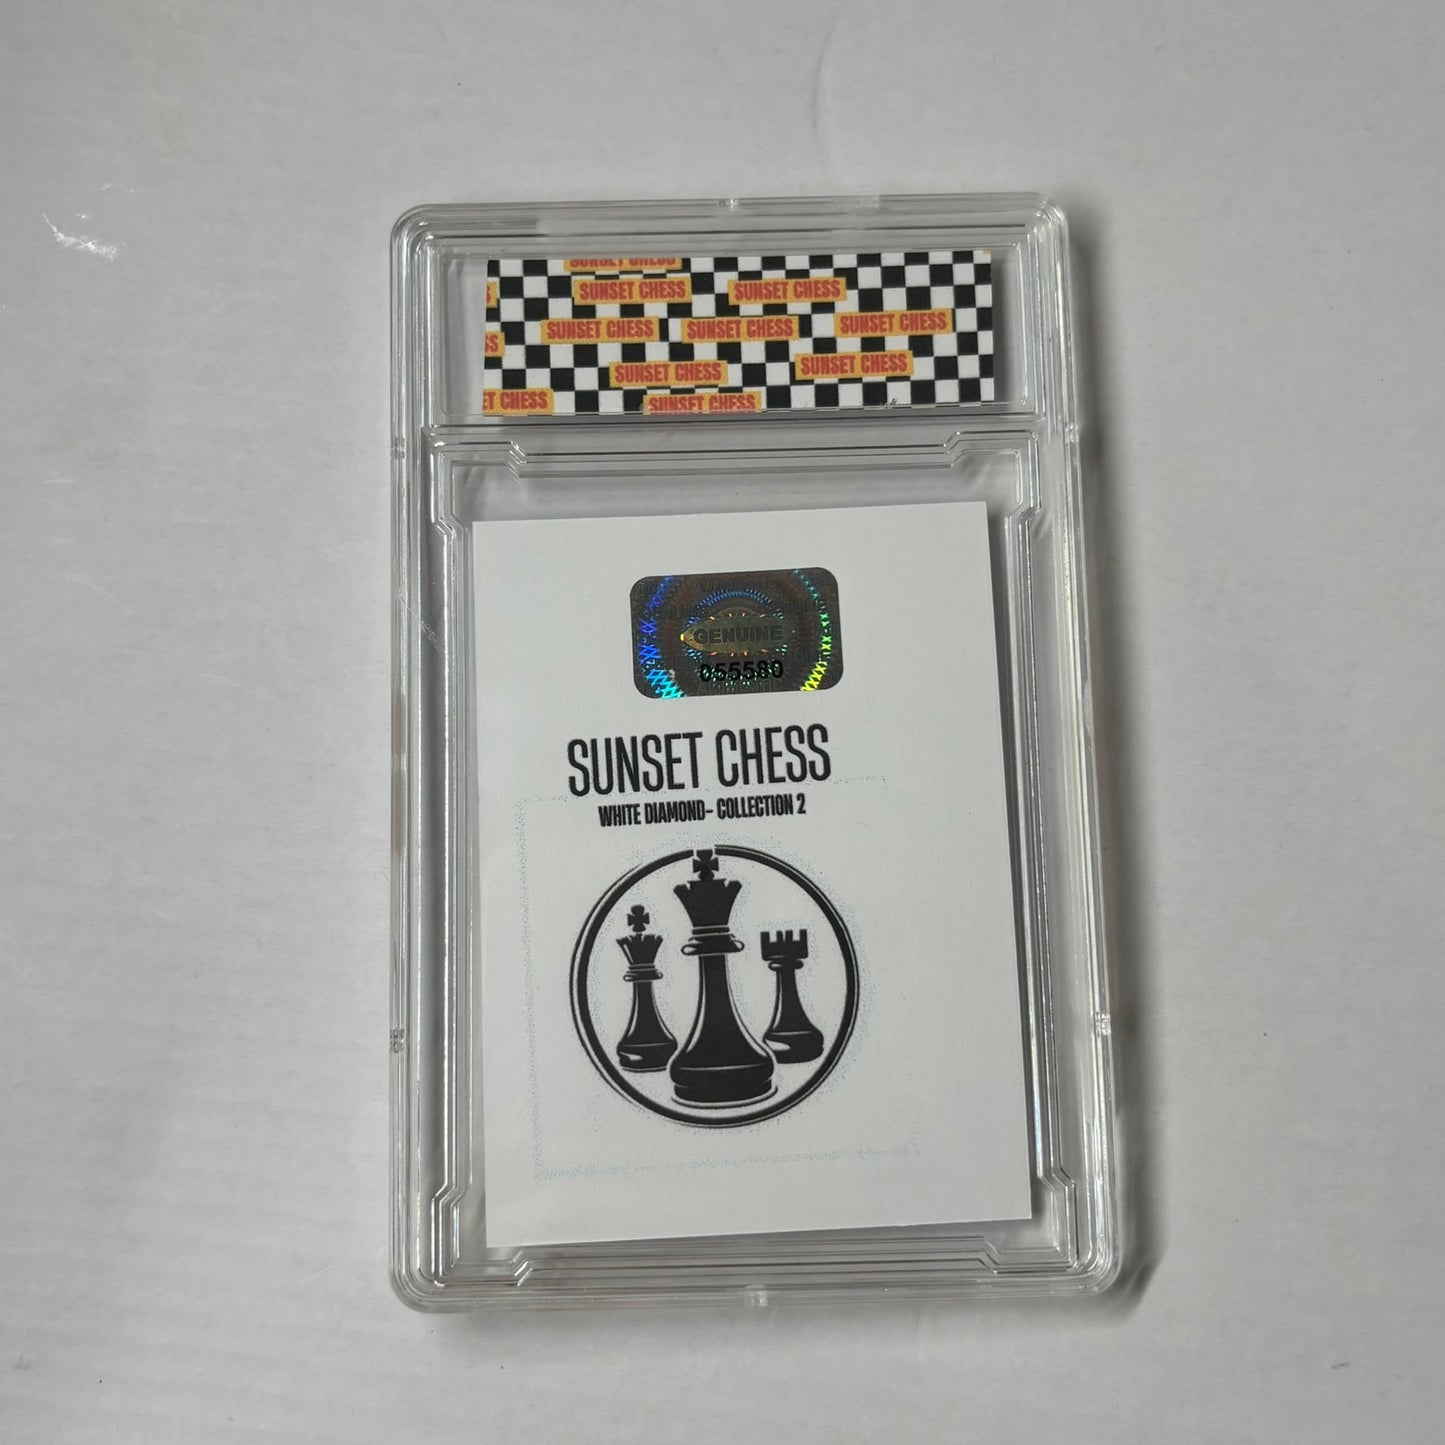 SUNSET CHESS
SUNSET CHESS SUNSET CHESS
SUNSET CHESS SUNSET CHESS SUNSET CHESS
SUNSET CHESS SUNSET CHESS
T CHESS SUNSET CHESS
GENUINE
055580
SUNSET CHESS
WHITE DIAMOND- COLLECTION 2